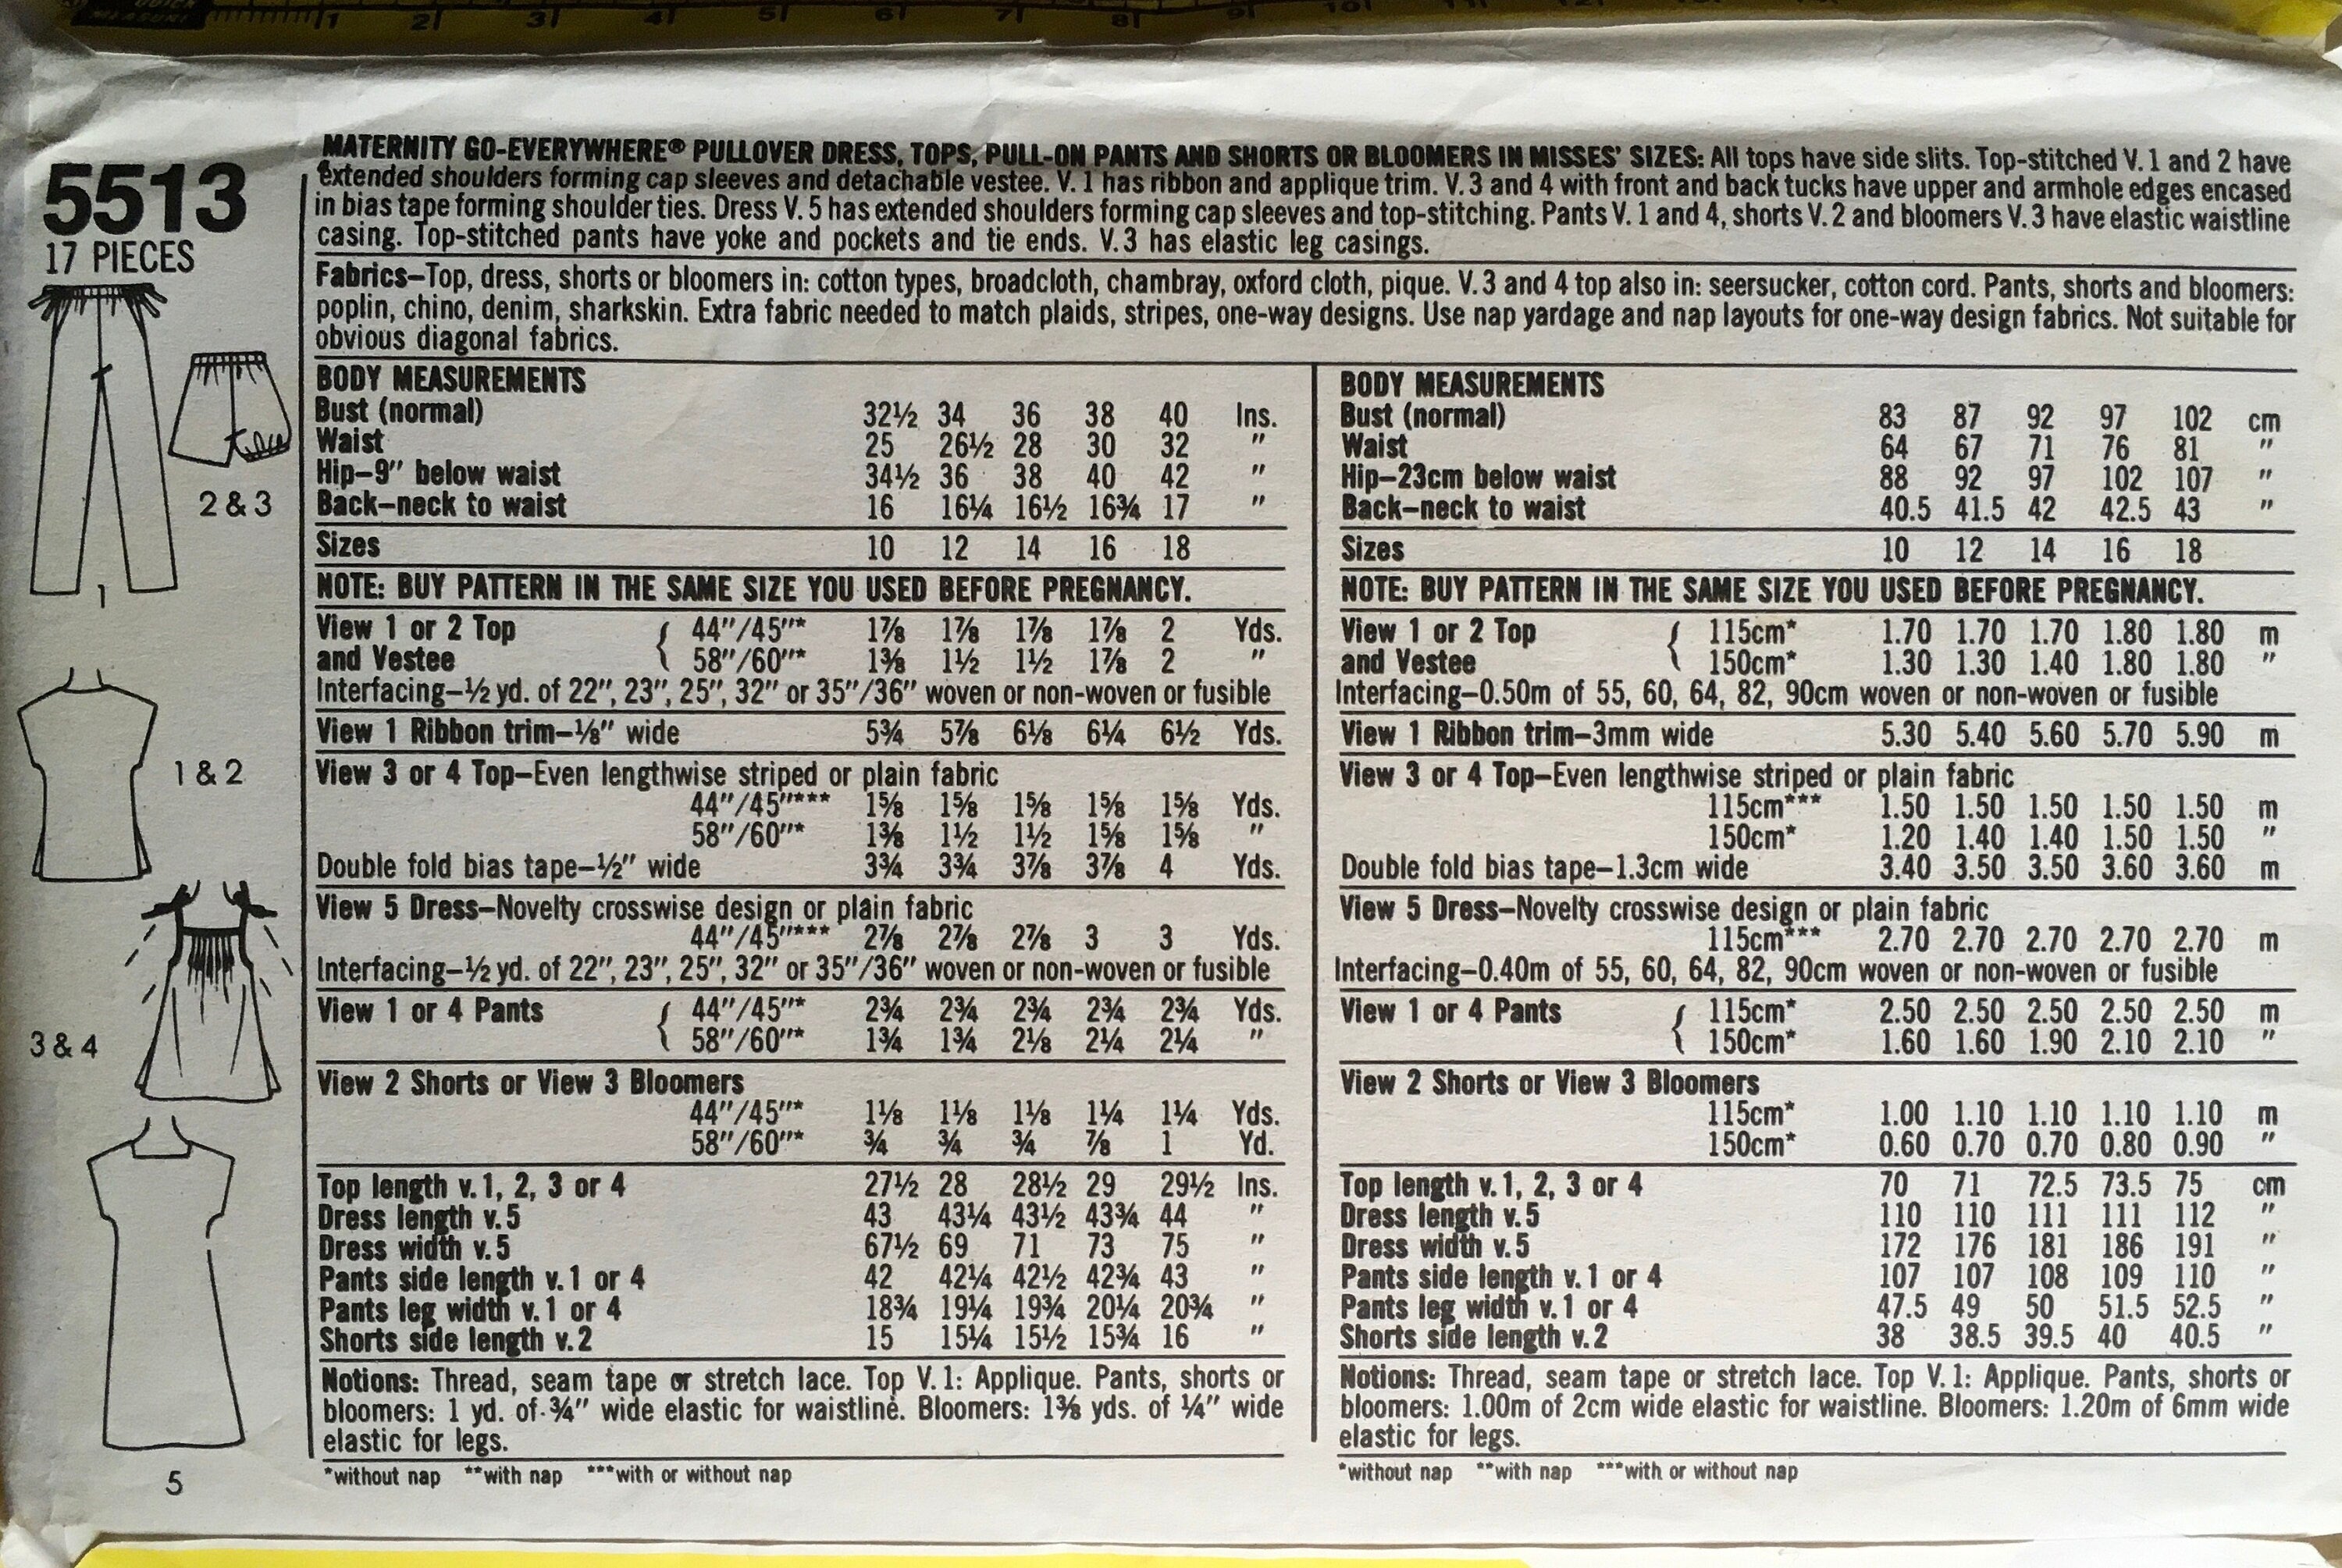 QUICK
MEASURE!
1 2 3 4 5 6 7 8 9 10
5513
17 PIECES
MATERNITY GO-EVERYWHERE® PULLOVER DRESS, TOPS, PULL-ON PANTS AND SHORTS OR BLOOMERS IN MISSES' SIZES: All tops have side slits. Top-stitched V. 1 and 2 have
extended shoulders forming cap sleeves and detachable vestee. V. 1 has ribbon and applique trim. V. 3 and 4 with front and back tucks have upper and armhole edges encased
in bias tape forming shoulder ties. Dress V. 5 has extended shoulders forming cap sleeves and top-stitching. Pants V. 1 and 4, shorts V. 2 and bloomers V. 3 have elastic waistline
casing. Top-stitched pants have yoke and pockets and tie ends. V. 3 has elastic leg casings.
Fabrics—Top, dress, shorts or bloomers in: cotton types, broadcloth, chambray, oxford cloth, pique. V. 3 and 4 top also in: seersucker, cotton cord. Pants, shorts and bloomers:
poplin, chino, denim, sharkskin. Extra fabric needed to match plaids, stripes, one-way designs. Use nap yardage and nap layouts for one-way design fabrics. Not suitable for
obvious diagonal fabrics.
1
2 & 3
1 & 2
3 & 4
5
BODY MEASUREMENTS
Bust (normal) 32½ 34 36 38 40 Ins.
Waist 25 26½ 28 30 32 "
Hip—9" below waist 34½ 36 38 40 42 "
Back—neck to waist 16 16¼ 16½ 16¾ 17 "
Sizes 10 12 14 16 18
NOTE: BUY PATTERN IN THE SAME SIZE YOU USED BEFORE PREGNANCY.
View 1 or 2 Top { 44"/45"* 1⅞ 1⅞ 1⅞ 1⅞ 2 Yds.
and Vestee 58"/60"* 1⅜ 1½ 1½ 1⅞ 2 "
Interfacing—½ yd. of 22", 23", 25", 32" or 35"/36" woven or non-woven or fusible
View 1 Ribbon trim—⅛" wide 5¾ 5⅞ 6⅛ 6¼ 6½ Yds.
View 3 or 4 Top—Even lengthwise striped or plain fabric
44"/45"*** 1⅝ 1⅝ 1⅝ 1⅝ 1⅝ Yds.
58"/60"* 1⅜ 1½ 1½ 1⅝ 1⅝ "
Double fold bias tape—½" wide 3¾ 3¾ 3⅞ 3⅞ 4 Yds.
View 5 Dress—Novelty crosswise design or plain fabric
44"/45"*** 2⅞ 2⅞ 2⅞ 3 3 Yds.
Interfacing—½ yd. of 22", 23", 25", 32" or 35"/36" woven or non-woven or fusible
View 1 or 4 Pants { 44"/45"* 2¾ 2¾ 2¾ 2¾ 2¾ Yds.
58"/60"* 1¾ 1¾ 2⅛ 2¼ 2¼ "
View 2 Shorts or View 3 Bloomers
44"/45"* 1⅛ 1⅛ 1⅛ 1¼ 1¼ Yds.
58"/60"* ¾ ¾ ¾ ⅞ 1 Yd.
Top length v. 1, 2, 3 or 4 27½ 28 28½ 29 29½ Ins.
Dress length v. 5 43 43¼ 43½ 43¾ 44 "
Dress width v. 5 67½ 69 71 73 75 "
Pants side length v. 1 or 4 42 42¼ 42½ 42¾ 43 "
Pants leg width v. 1 or 4 18¾ 19¼ 19¾ 20¼ 20¾ "
Shorts side length v. 2 15 15¼ 15½ 15¾ 16 "
Notions: Thread, seam tape or stretch lace. Top V. 1: Applique. Pants, shorts or
bloomers: 1 yd. of ¾" wide elastic for waistline. Bloomers: 1⅜ yds. of ¼" wide
elastic for legs.
*without nap **with nap ***with or without nap
BODY MEASUREMENTS
Bust (normal) 83 87 92 97 102 cm
Waist 64 67 71 76 81 "
Hip—23cm below waist 88 92 97 102 107 "
Back—neck to waist 40.5 41.5 42 42.5 43 "
Sizes 10 12 14 16 18
NOTE: BUY PATTERN IN THE SAME SIZE YOU USED BEFORE PREGNANCY.
View 1 or 2 Top { 115cm* 1.70 1.70 1.70 1.80 1.80 m
and Vestee 150cm* 1.30 1.30 1.40 1.80 1.80 "
Interfacing—0.50m of 55, 60, 64, 82, 90cm woven or non-woven or fusible
View 1 Ribbon trim—3mm wide 5.30 5.40 5.60 5.70 5.90 m
View 3 or 4 Top—Even lengthwise striped or plain fabric
115cm*** 1.50 1.50 1.50 1.50 1.50 m
150cm* 1.20 1.40 1.40 1.50 1.50 "
Double fold bias tape—1.3cm wide 3.40 3.50 3.50 3.60 3.60 m
View 5 Dress—Novelty crosswise design or plain fabric
115cm*** 2.70 2.70 2.70 2.70 2.70 m
Interfacing—0.40m of 55, 60, 64, 82, 90cm woven or non-woven or fusible
View 1 or 4 Pants { 115cm* 2.50 2.50 2.50 2.50 2.50 m
150cm* 1.60 1.60 1.90 2.10 2.10 "
View 2 Shorts or View 3 Bloomers
115cm* 1.00 1.10 1.10 1.10 1.10 m
150cm* 0.60 0.70 0.70 0.80 0.90 "
Top length v. 1, 2, 3 or 4 70 71 72.5 73.5 75 cm
Dress length v. 5 110 110 111 111 112 "
Dress width v. 5 172 176 181 186 191 "
Pants side length v. 1 or 4 107 107 108 109 110 "
Pants leg width v. 1 or 4 47.5 49 50 51.5 52.5 "
Shorts side length v. 2 38 38.5 39.5 40 40.5 "
Notions: Thread, seam tape or stretch lace. Top V. 1: Applique. Pants, shorts or
bloomers: 1.00m of 2cm wide elastic for waistline. Bloomers: 1.20m of 6mm wide
elastic for legs.
*without nap **with nap ***with or without nap